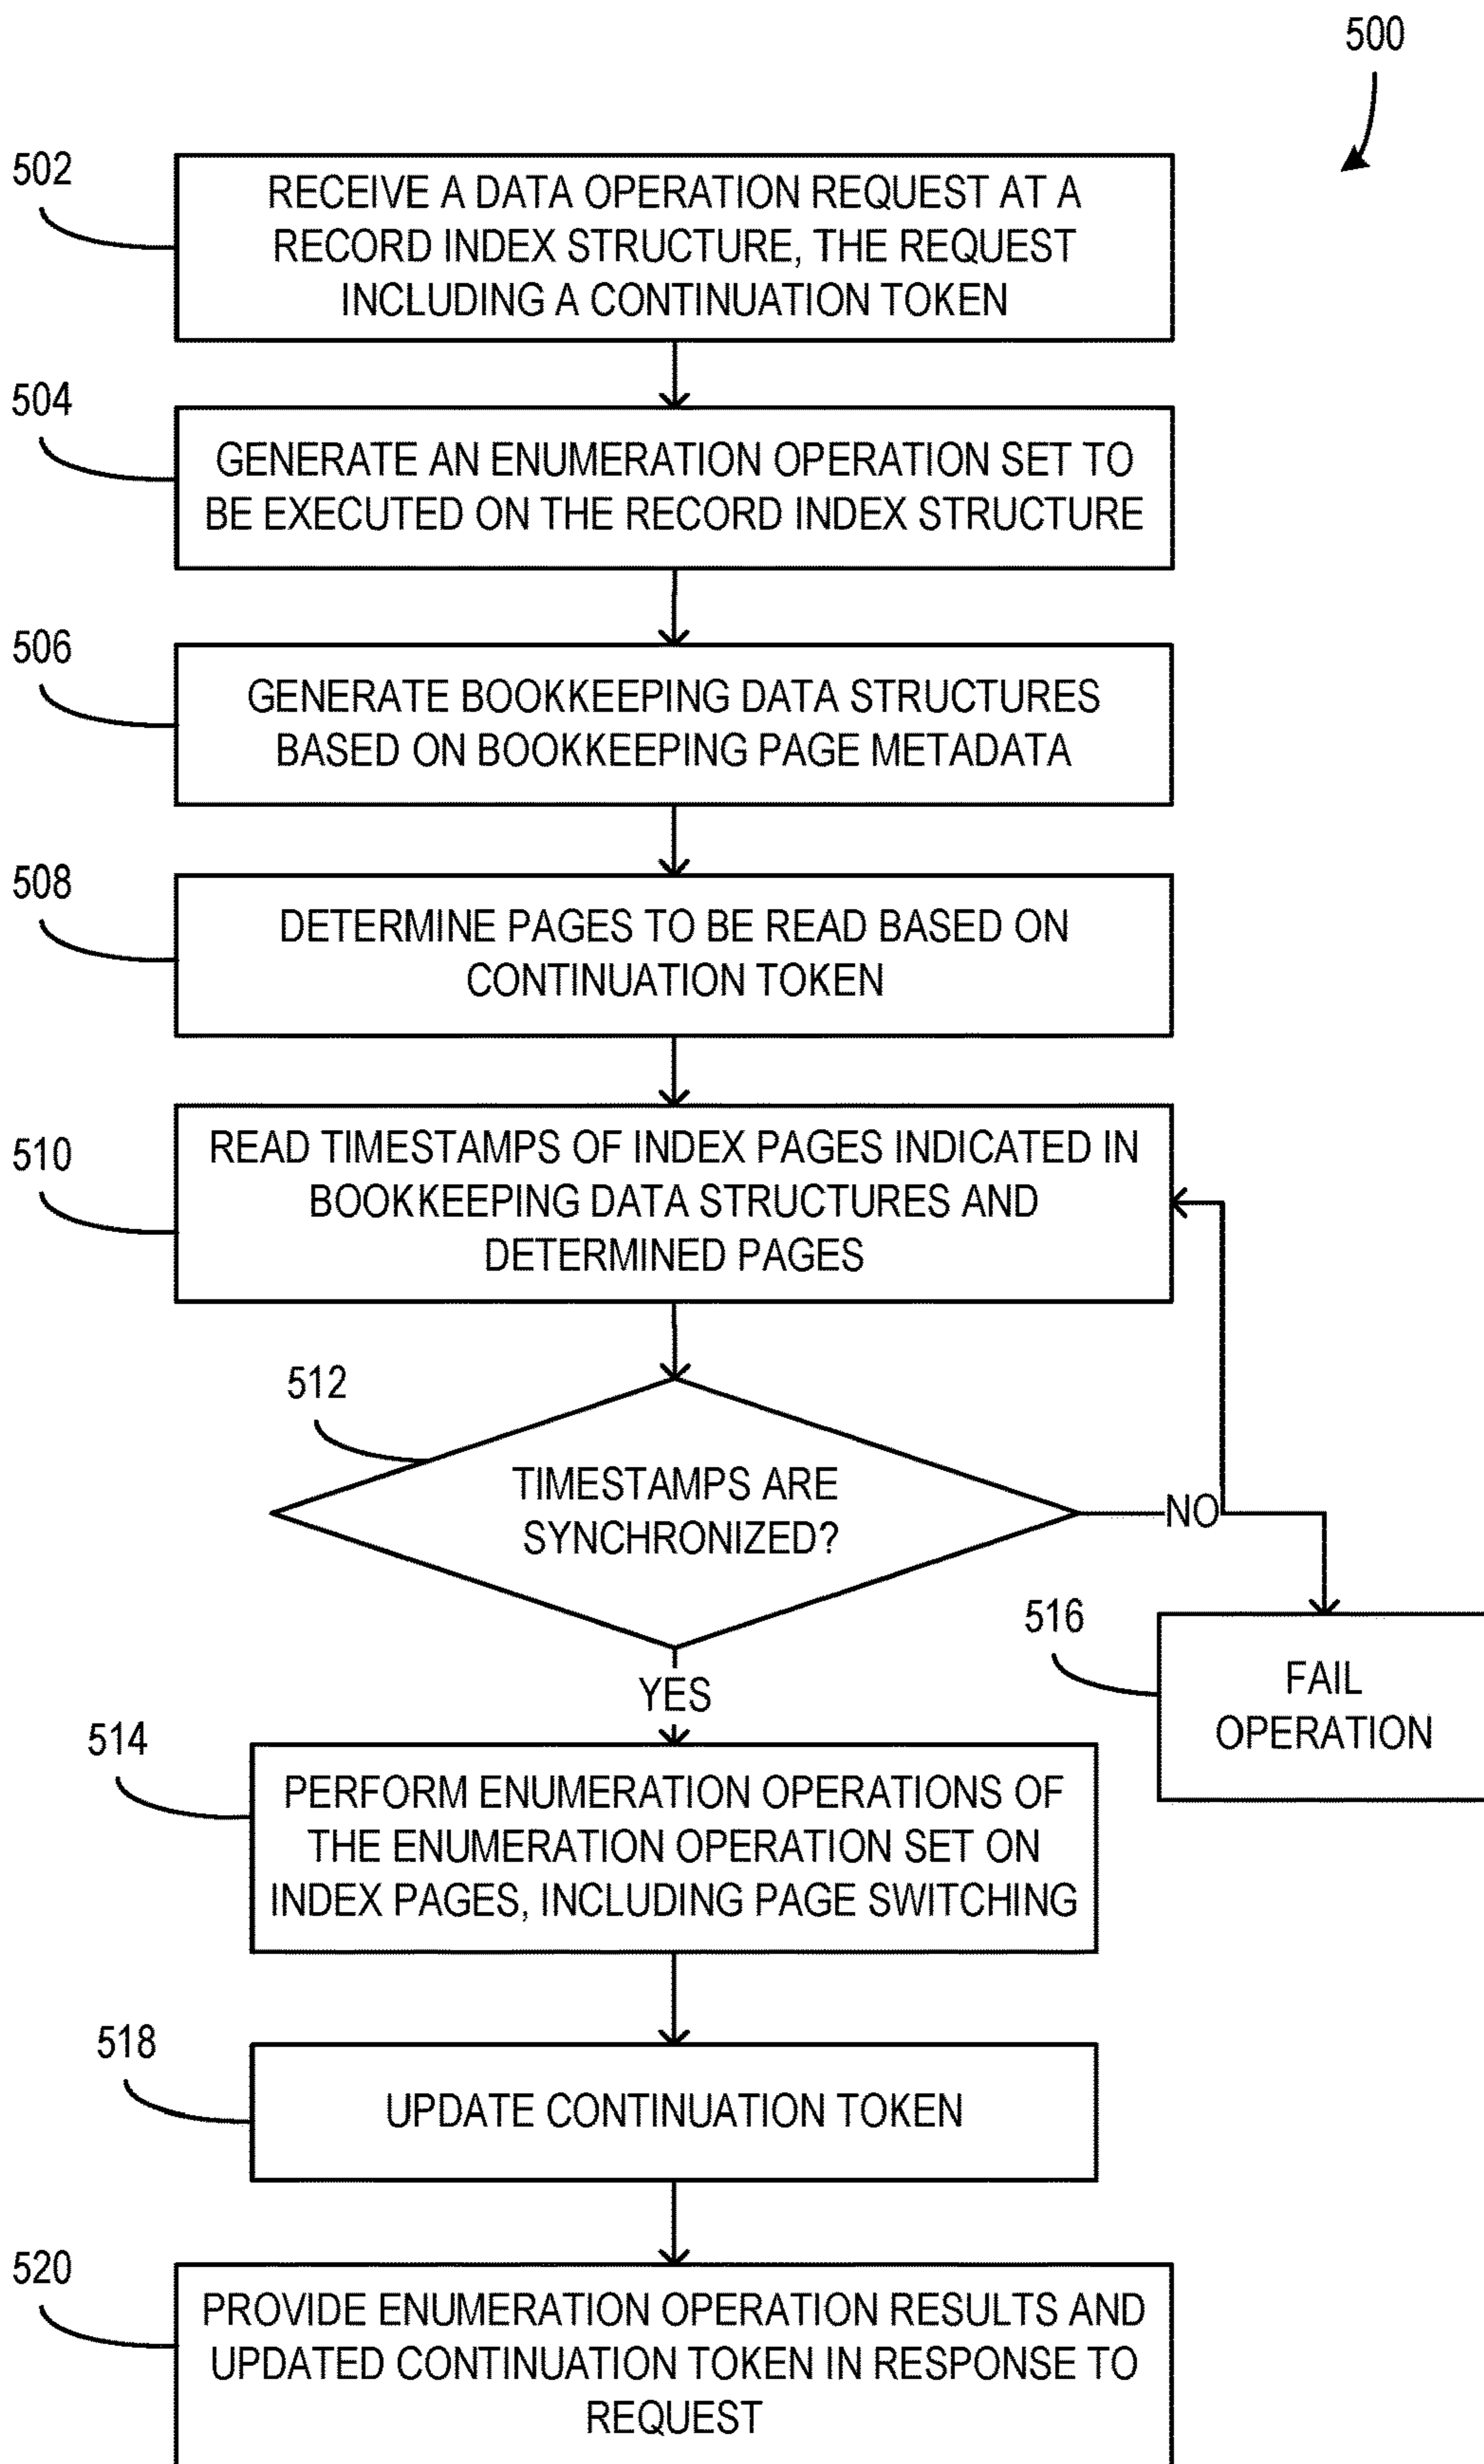 500
502
RECEIVE A DATA OPERATION REQUEST AT A
RECORD INDEX STRUCTURE, THE REQUEST
INCLUDING A CONTINUATION TOKEN
504
GENERATE AN ENUMERATION OPERATION SET TO
BE EXECUTED ON THE RECORD INDEX STRUCTURE
506
GENERATE BOOKKEEPING DATA STRUCTURES
BASED ON BOOKKEEPING PAGE METADATA
508
DETERMINE PAGES TO BE READ BASED ON
CONTINUATION TOKEN
510
READ TIMESTAMPS OF INDEX PAGES INDICATED IN
BOOKKEEPING DATA STRUCTURES AND
DETERMINED PAGES
512
TIMESTAMPS ARE
SYNCHRONIZED?
NO
516
FAIL
OPERATION
YES
514
PERFORM ENUMERATION OPERATIONS OF
THE ENUMERATION OPERATION SET ON
INDEX PAGES, INCLUDING PAGE SWITCHING
518
UPDATE CONTINUATION TOKEN
520
PROVIDE ENUMERATION OPERATION RESULTS AND
UPDATED CONTINUATION TOKEN IN RESPONSE TO
REQUEST